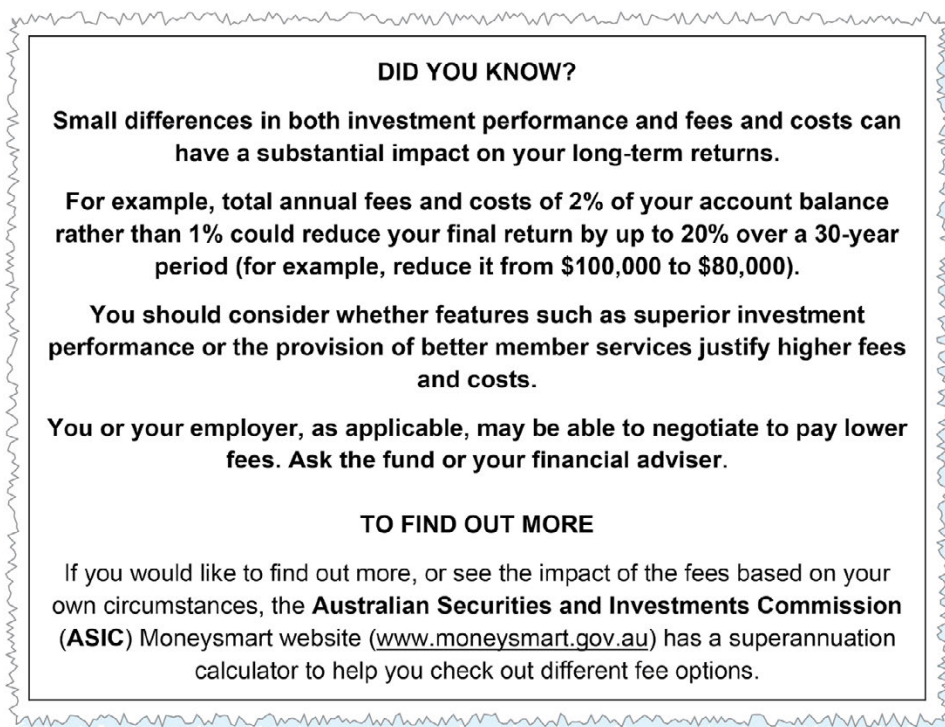 DID YOU KNOW?
Small differences in both investment performance and fees and costs can
have a substantial impact on your long-term returns.
For example, total annual fees and costs of 2% of your account balance
rather than 1% could reduce your final return by up to 20% over a 30-year
period (for example, reduce it from $100,000 to $80,000).
You should consider whether features such as superior investment
performance or the provision of better member services justify higher fees
and costs.
You or your employer, as applicable, may be able to negotiate to pay lower
fees. Ask the fund or your financial adviser.
TO FIND OUT MORE
If you would like to find out more, or see the impact of the fees based on your
own circumstances, the Australian Securities and Investments Commission
(ASIC) Moneysmart website (www.moneysmart.gov.au) has a superannuation
calculator to help you check out different fee options.